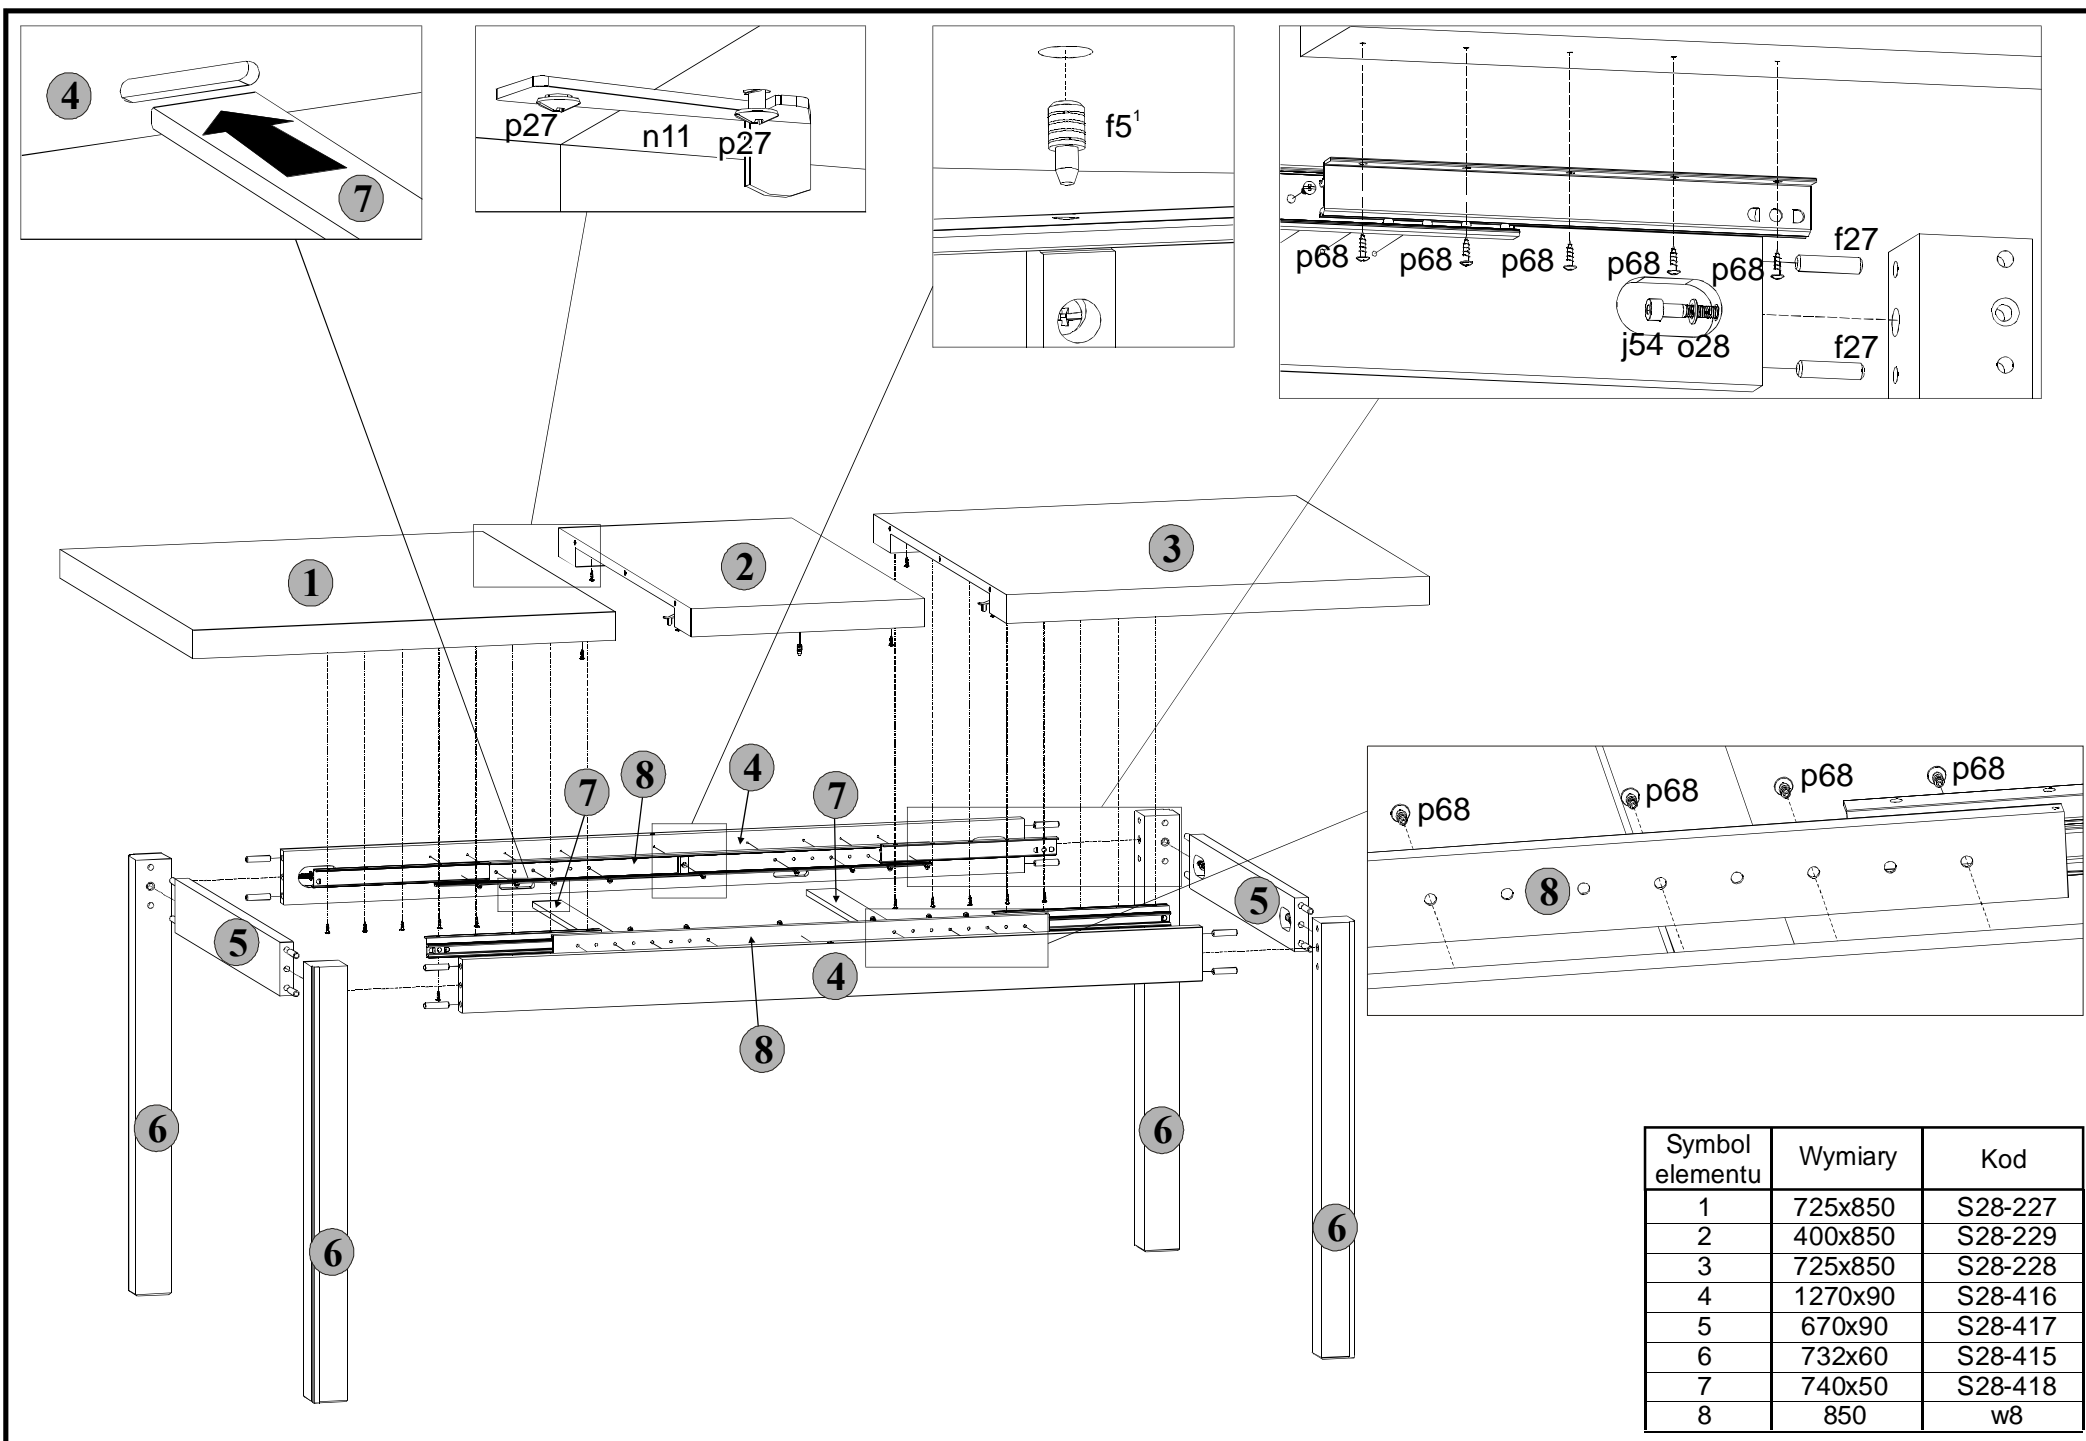 4
7
p27
n11
p27
f5¹
p68
p68
p68
p68
p68
f27
j54
o28
f27
1
2
3
7
8
4
7
5
4
8
5
6
6
6
6
p68
p68
p68
p68
8
Symbol elementu Wymiary Kod
1 725x850 S28-227
2 400x850 S28-229
3 725x850 S28-228
4 1270x90 S28-416
5 670x90 S28-417
6 732x60 S28-415
7 740x50 S28-418
8 850 w8